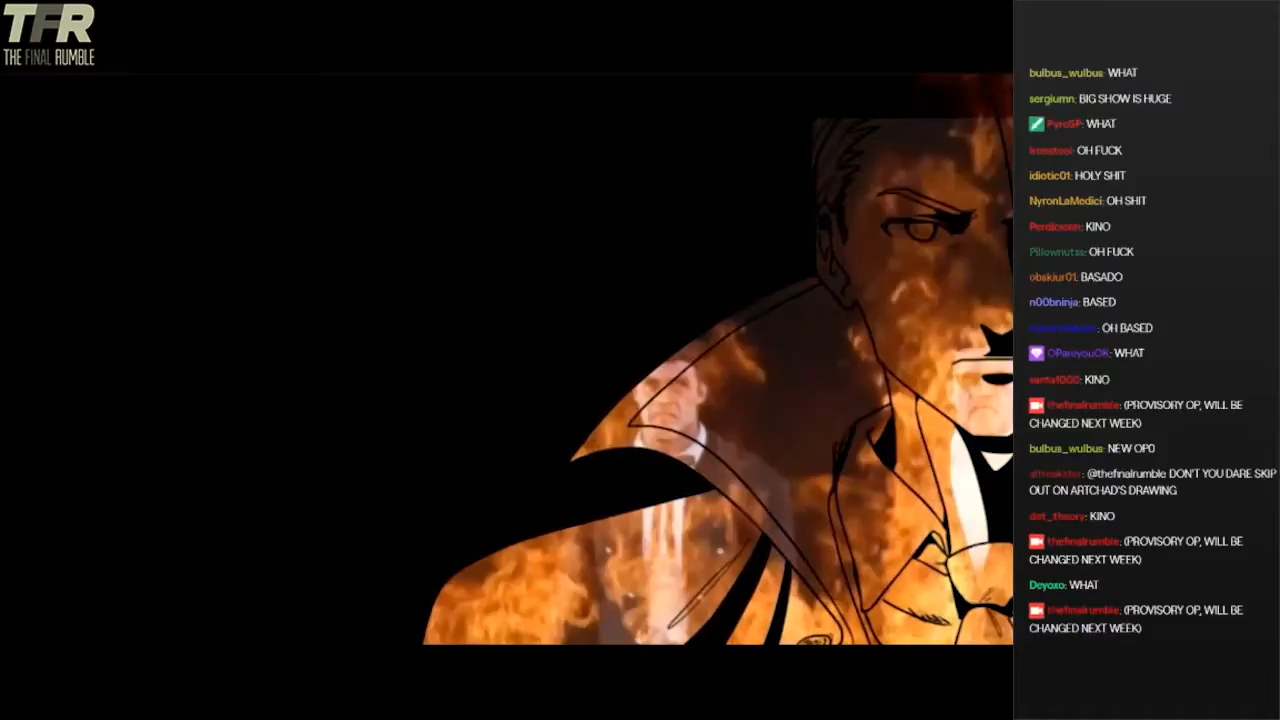 TFR
THE FINAL RUMBLE
bulbus_wulbus: WHAT
sergiumn: BIG SHOW IS HUGE
PyroSP: WHAT
OH FUCK
idiotic01: HOLY SHIT
NyronLaMedici: OH SHIT
KINO
Pillownutss: OH FUCK
obskiur01: BASADO
n00bninja: BASED
: OH BASED
OPareyouOK: WHAT
santa1000: KINO
thefinalrumble: (PROVISORY OP, WILL BE
CHANGED NEXT WEEK)
bulbus_wulbus: NEW OP0
: @thefinalrumble DON'T YOU DARE SKIP
OUT ON ARTCHAD'S DRAWING
dot_theory: KINO
thefinalrumble: (PROVISORY OP, WILL BE
CHANGED NEXT WEEK)
Deyoxo: WHAT
thefinalrumble: (PROVISORY OP, WILL BE
CHANGED NEXT WEEK)